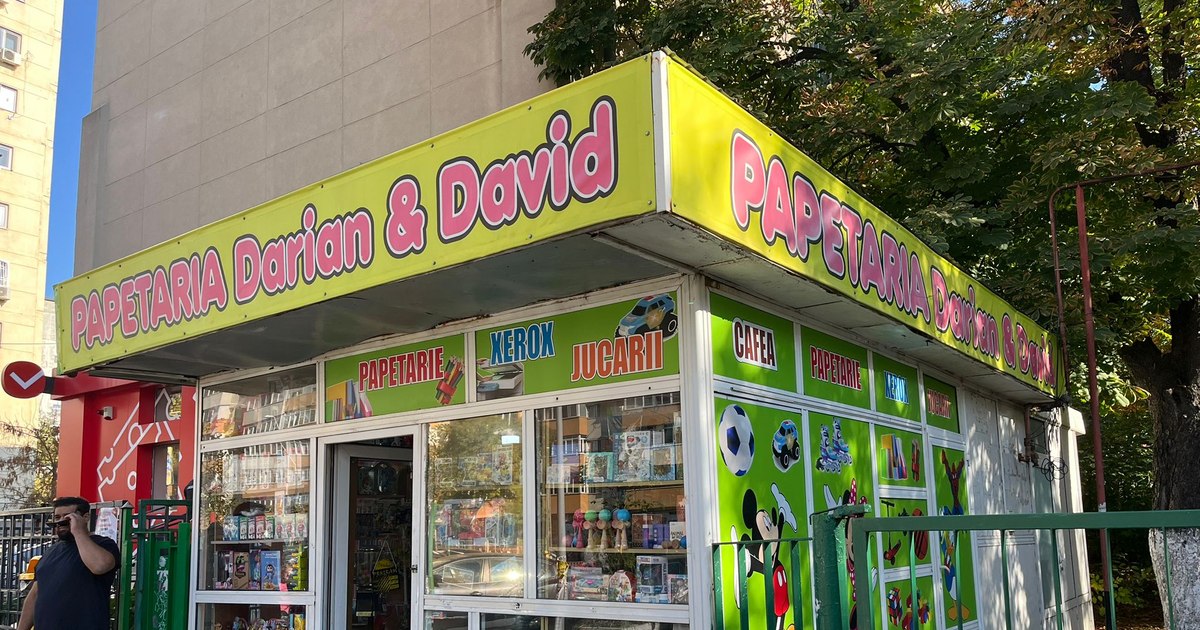 PAPETARIA Darian & David
PAPETARIA Darian & David
PAPETARIE
XEROX
JUCARII
CAFEA
PAPETARIE
XEROX